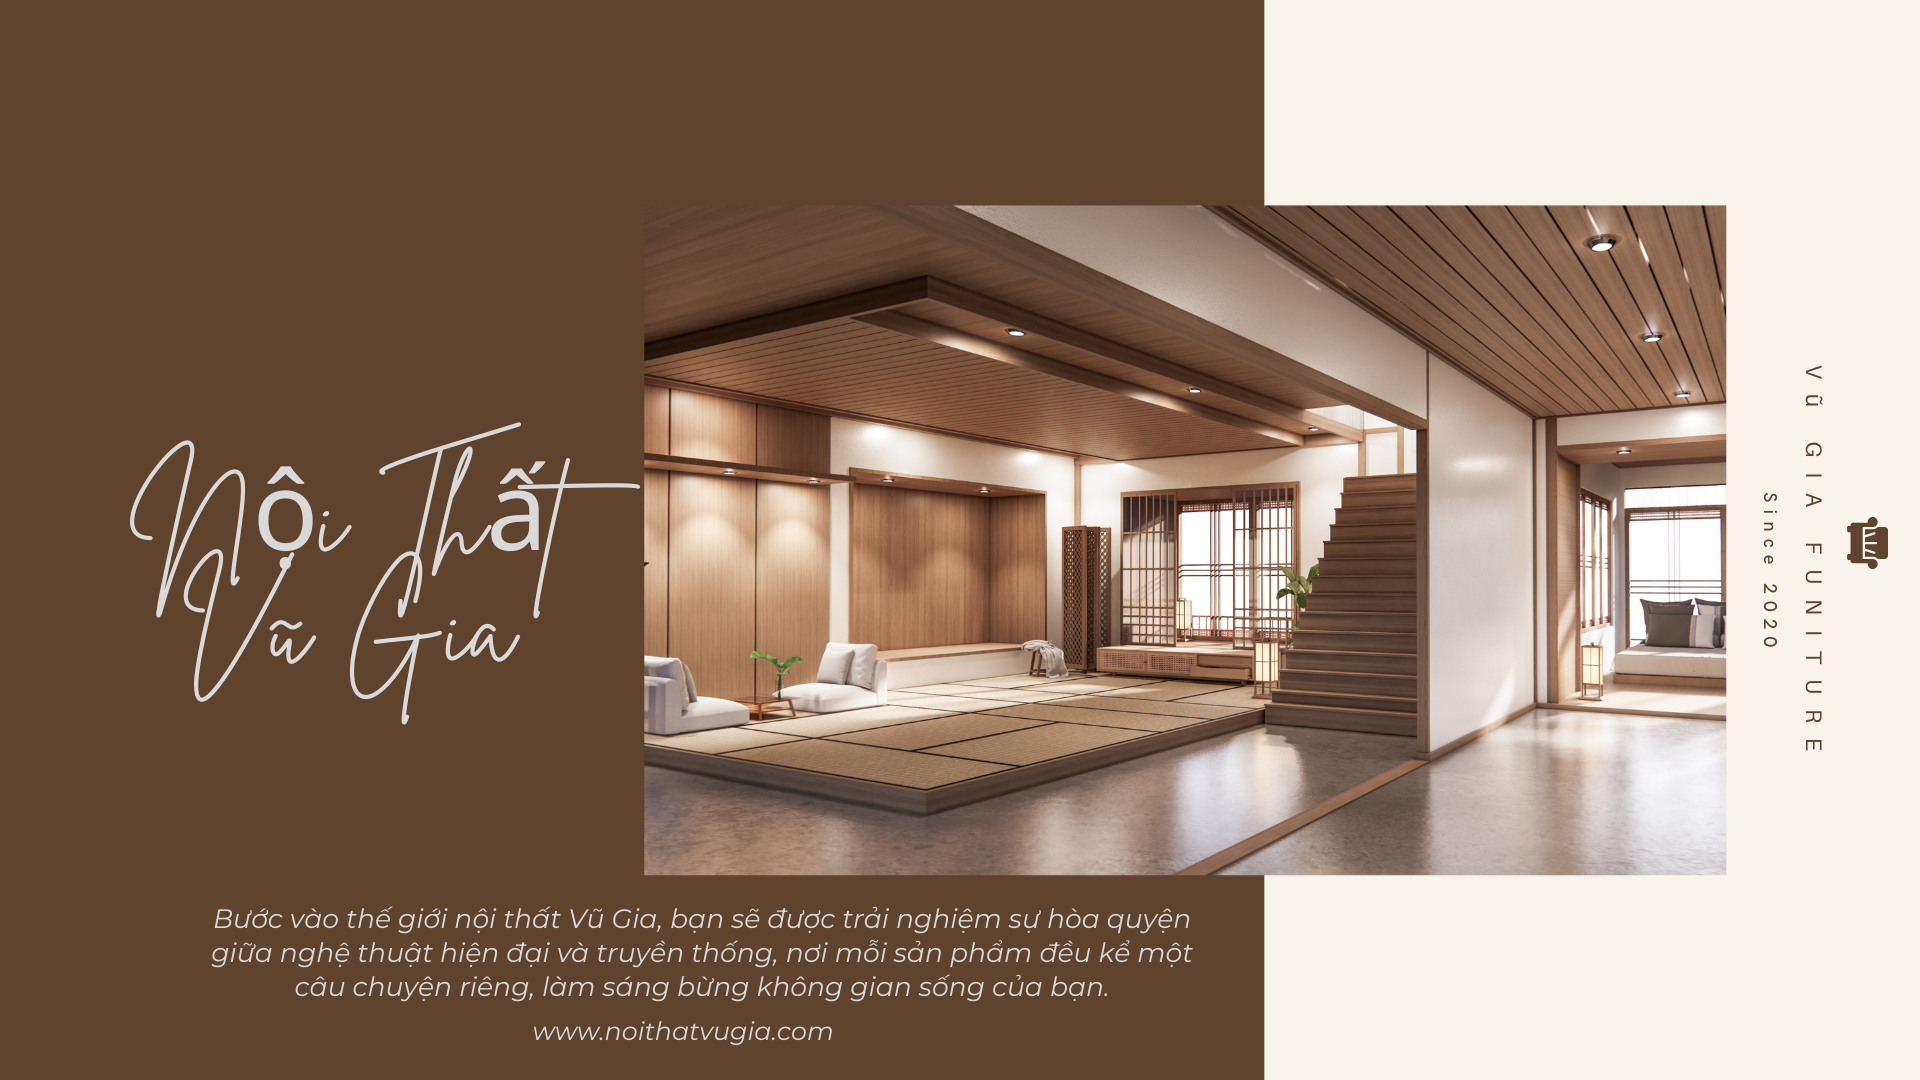 Nội Thất
Vũ Gia
Bước vào thế giới nội thất Vũ Gia, bạn sẽ được trải nghiệm sự hòa quyện
giữa nghệ thuật hiện đại và truyền thống, nơi mỗi sản phẩm đều kể một
câu chuyện riêng, làm sáng bừng không gian sống của bạn.
www.noithatvugia.com
Vũ GIA FUNITURE
Since 2020